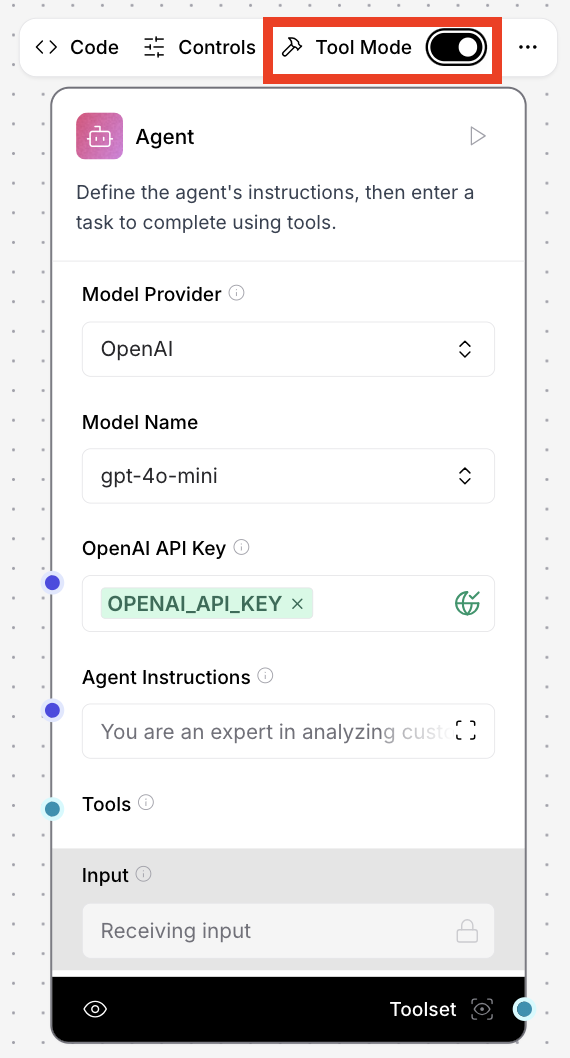 Code Controls Tool Mode
Agent
Define the agent's instructions, then enter a
task to complete using tools.
Model Provider
OpenAI
Model Name
gpt-4o-mini
OpenAI API Key
OPENAI_API_KEY ×
Agent Instructions
You are an expert in analyzing custo
Tools
Input
Receiving input
Toolset